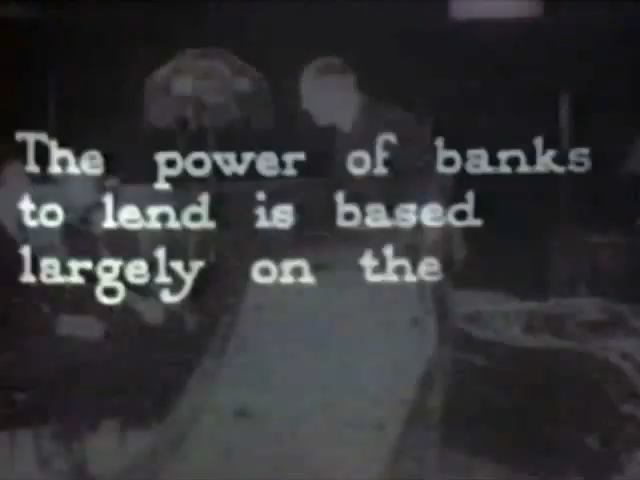 The power of banks
to lend is based
largely on the